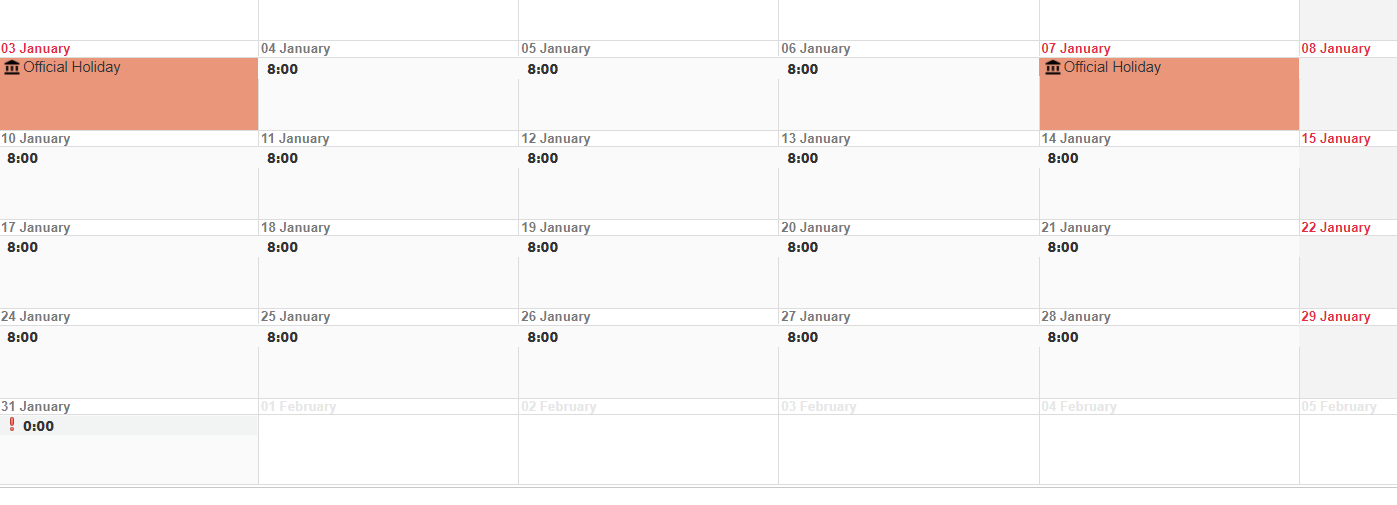 03 January 04 January 05 January 06 January 07 January 08 January
Official Holiday 8:00 8:00 8:00 Official Holiday
10 January 11 January 12 January 13 January 14 January 15 January
8:00 8:00 8:00 8:00 8:00
17 January 18 January 19 January 20 January 21 January 22 January
8:00 8:00 8:00 8:00 8:00
24 January 25 January 26 January 27 January 28 January 29 January
8:00 8:00 8:00 8:00 8:00
31 January 01 February 02 February 03 February 04 February 05 February
! 0:00